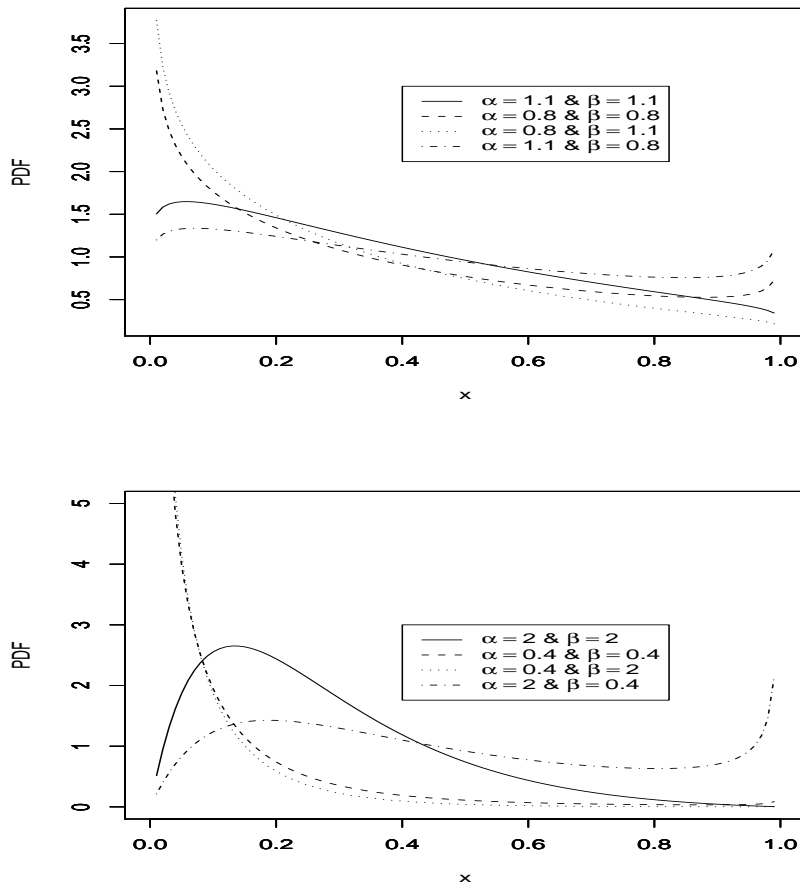 PDF
3.5
3.0
2.5
2.0
1.5
1.0
0.5
α = 1.1 & β = 1.1
α = 0.8 & β = 0.8
α = 0.8 & β = 1.1
α = 1.1 & β = 0.8
0.0 0.2 0.4 0.6 0.8 1.0
x
PDF
5
4
3
2
1
0
α = 2 & β = 2
α = 0.4 & β = 0.4
α = 0.4 & β = 2
α = 2 & β = 0.4
0.0 0.2 0.4 0.6 0.8 1.0
x